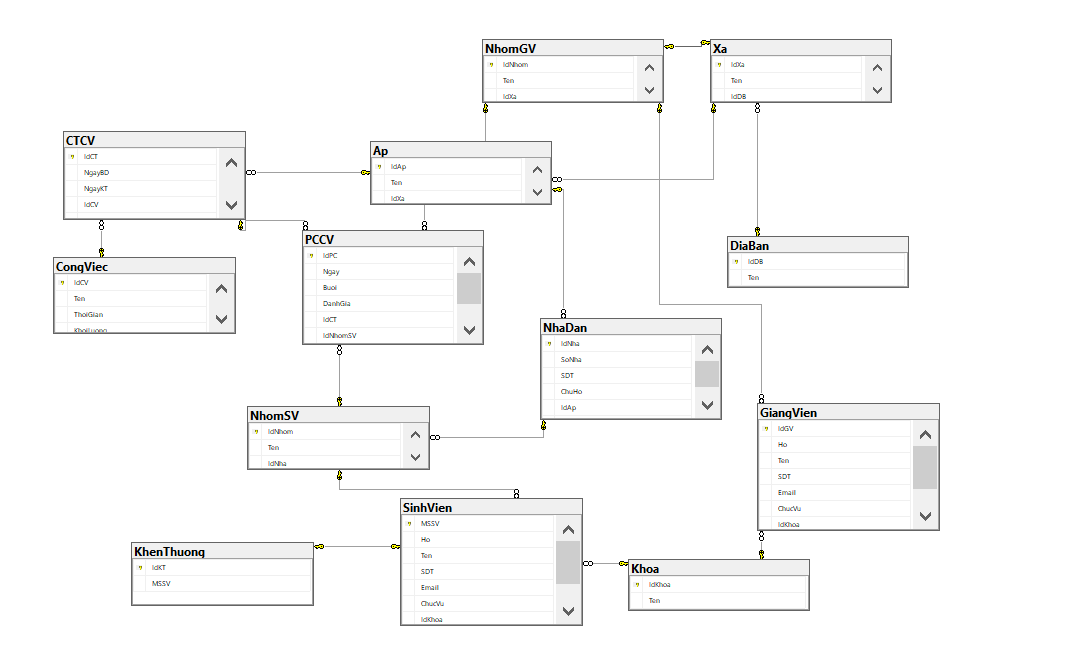 NhomGV
IdNhom
Ten
IdXa
Xa
IdXa
Ten
IdDB
CTCV
IdCT
NgayBD
NgayKT
IdCV
Ap
IdAp
Ten
IdXa
PCCV
IdPC
Ngay
Buoi
DanhGia
IdCT
IdNhomSV
DiaBan
IdDB
Ten
CongViec
IdCV
Ten
ThoiGian
KhoiLuong
NhaDan
IdNha
SoNha
SDT
ChuHo
IdAp
NhomSV
IdNhom
Ten
IdNha
GiangVien
IdGV
Ho
Ten
SDT
Email
ChucVu
IdKhoa
SinhVien
MSSV
Ho
Ten
SDT
Email
ChucVu
IdKhoa
KhenThuong
IdKT
MSSV
Khoa
IdKhoa
Ten